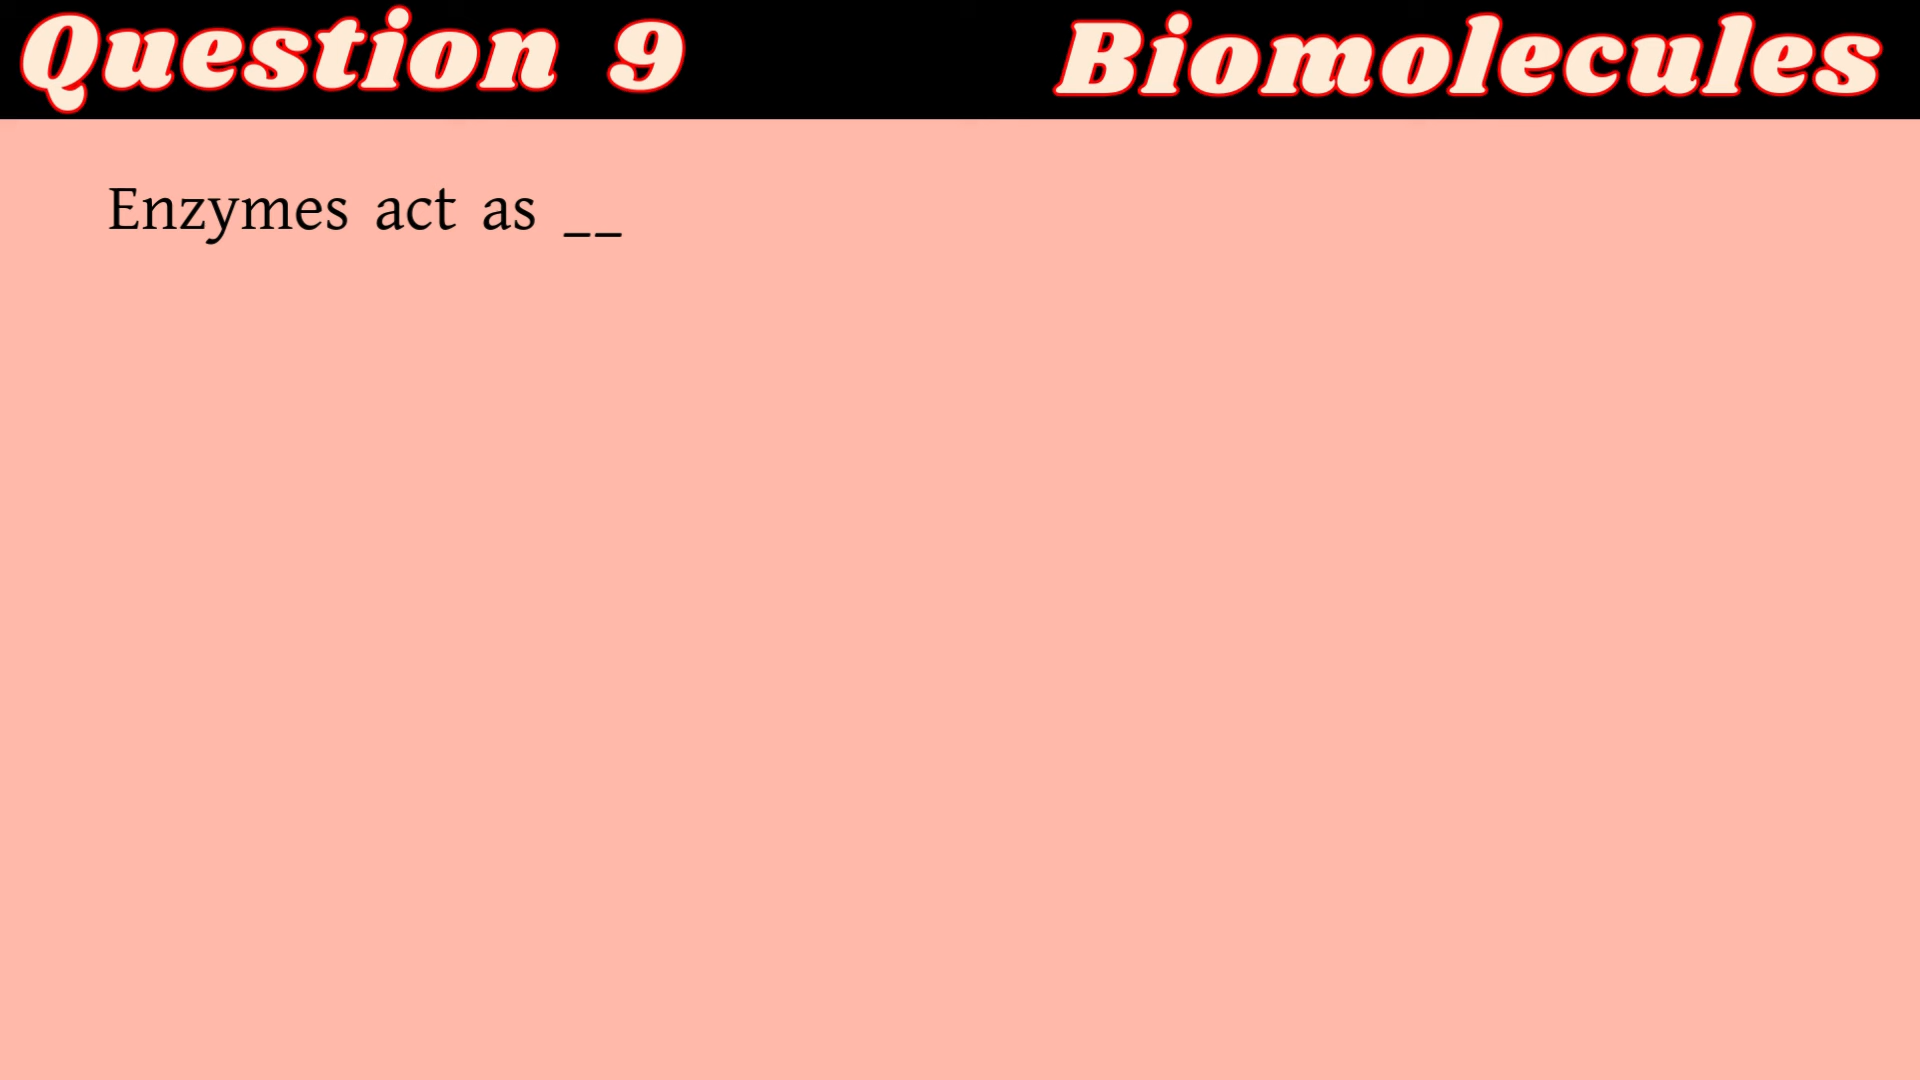 Question 9 Biomolecules
Enzymes act as __